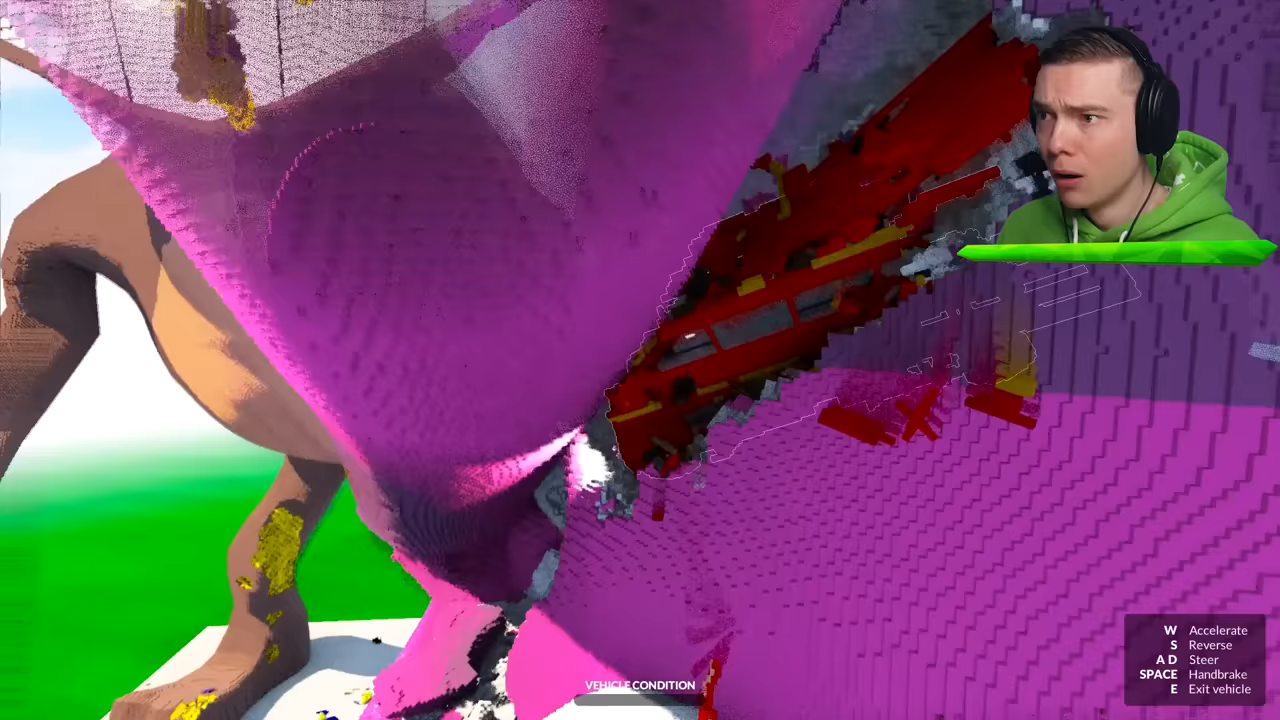 W Accelerate
S Reverse
A D Steer
SPACE Handbrake
E Exit vehicle
VEHICLE CONDITION